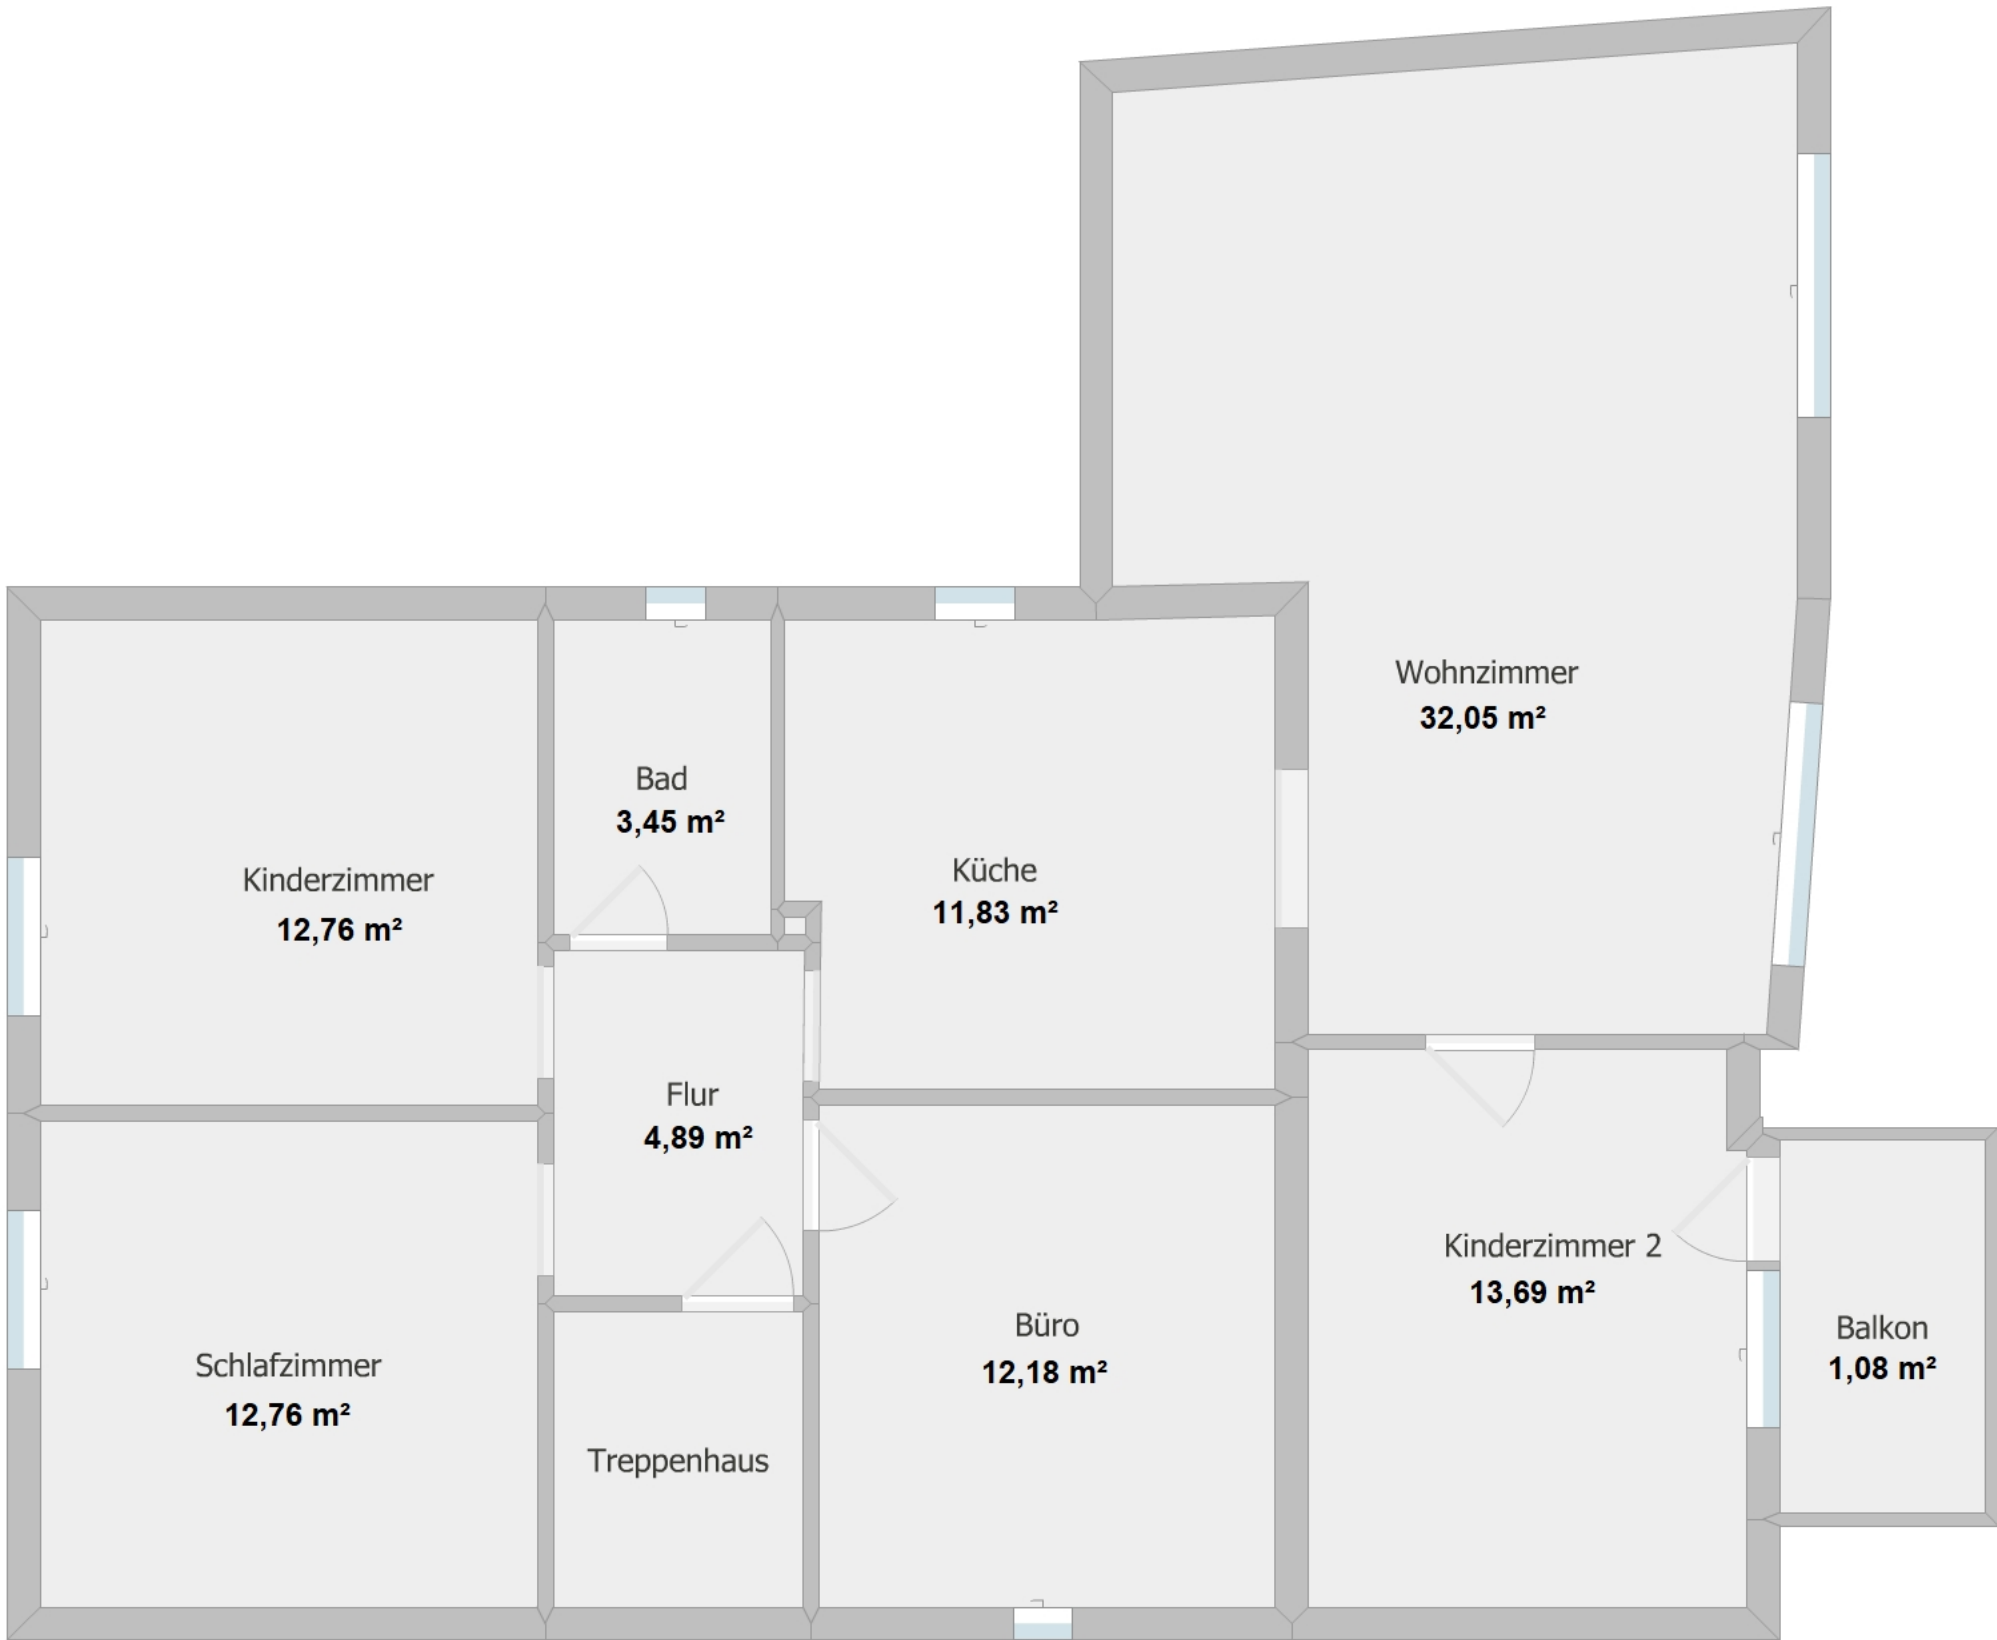 Wohnzimmer
32,05 m²
Bad
3,45 m²
Küche
11,83 m²
Kinderzimmer
12,76 m²
Flur
4,89 m²
Kinderzimmer 2
13,69 m²
Büro
12,18 m²
Balkon
1,08 m²
Schlafzimmer
12,76 m²
Treppenhaus